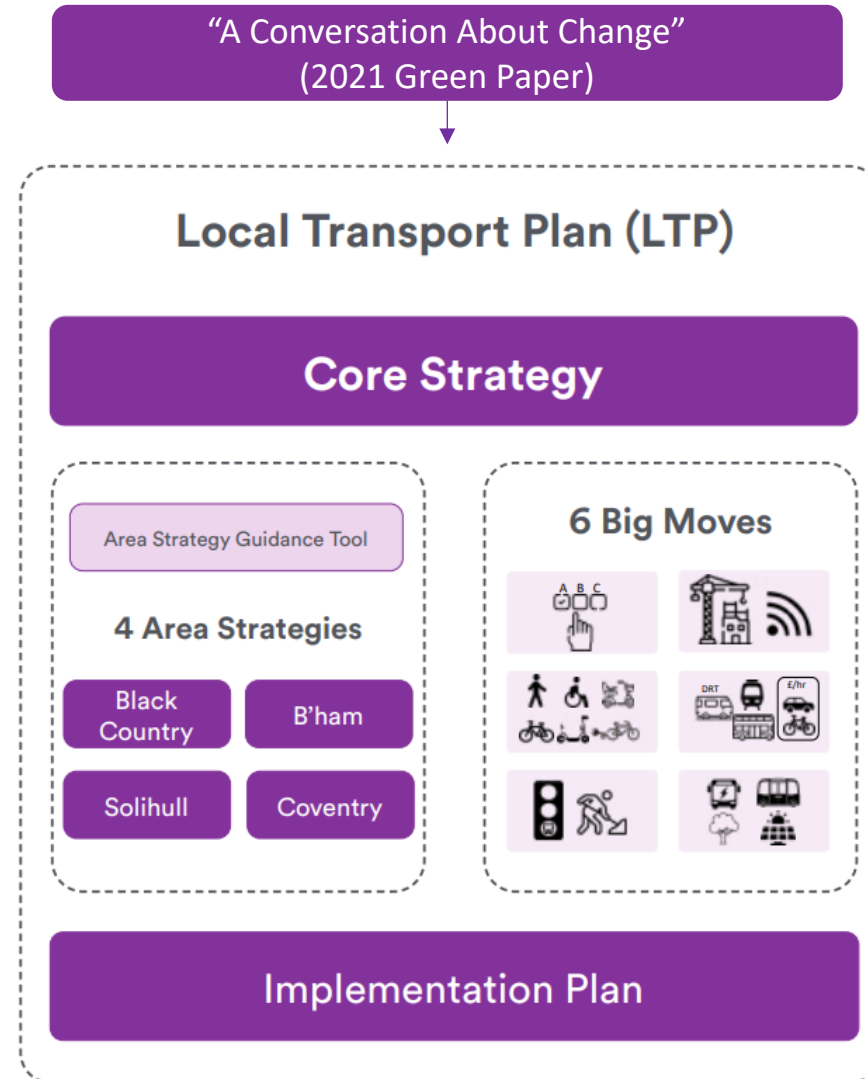 “A Conversation About Change”
(2021 Green Paper)
Local Transport Plan (LTP)
Core Strategy
Area Strategy Guidance Tool
4 Area Strategies
Black
Country
B'ham
Solihull
Coventry
6 Big Moves
A B C
DRT
£/hr
Implementation Plan